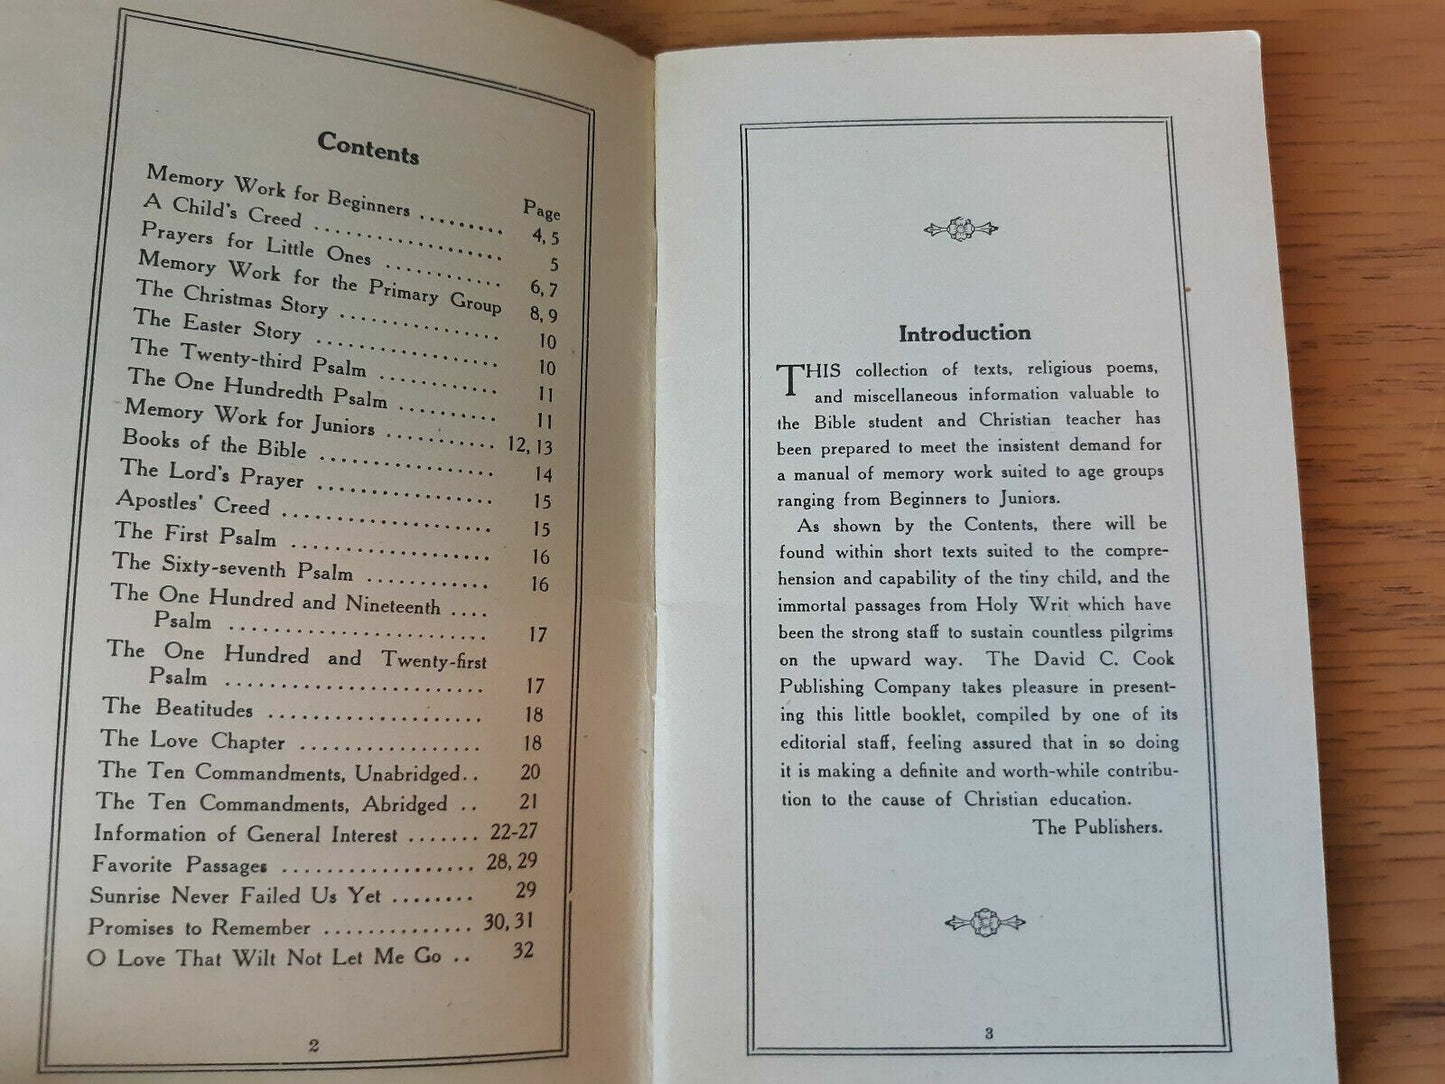 Contents
Page
Memory Work for Beginners ......... 4, 5
A Child's Creed .................. 5
Prayers for Little Ones ............ 6, 7
Memory Work for the Primary Group 8, 9
The Christmas Story ............... 10
The Easter Story .................. 10
The Twenty-third Psalm ............ 11
The One Hundredth Psalm .......... 11
Memory Work for Juniors ........... 12, 13
Books of the Bible ................ 14
The Lord's Prayer ................ 15
Apostles' Creed ................... 15
The First Psalm .................. 16
The Sixty-seventh Psalm ........... 16
The One Hundred and Nineteenth ....
Psalm ....................... 17
The One Hundred and Twenty-first
Psalm ....................... 17
The Beatitudes ................... 18
The Love Chapter ................ 18
The Ten Commandments, Unabridged.. 20
The Ten Commandments, Abridged .. 21
Information of General Interest ....... 22-27
Favorite Passages ................. 28, 29
Sunrise Never Failed Us Yet ........ 29
Promises to Remember ............. 30, 31
O Love That Wilt Not Let Me Go .. 32
2
Introduction
THIS collection of texts, religious poems,
and miscellaneous information valuable to
the Bible student and Christian teacher has
been prepared to meet the insistent demand for
a manual of memory work suited to age groups
ranging from Beginners to Juniors.
As shown by the Contents, there will be
found within short texts suited to the compre-
hension and capability of the tiny child, and the
immortal passages from Holy Writ which have
been the strong staff to sustain countless pilgrims
on the upward way. The David C. Cook
Publishing Company takes pleasure in present-
ing this little booklet, compiled by one of its
editorial staff, feeling assured that in so doing
it is making a definite and worth-while contribu-
tion to the cause of Christian education.
The Publishers.
3